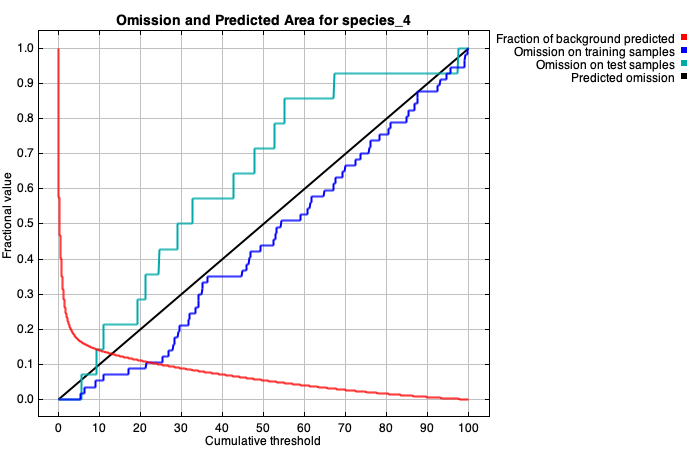 Omission and Predicted Area for species_4
Fraction of background predicted
Omission on training samples
Omission on test samples
Predicted omission
Fractional value
1.0
0.9
0.8
0.7
0.6
0.5
0.4
0.3
0.2
0.1
0.0
0 10 20 30 40 50 60 70 80 90 100
Cumulative threshold